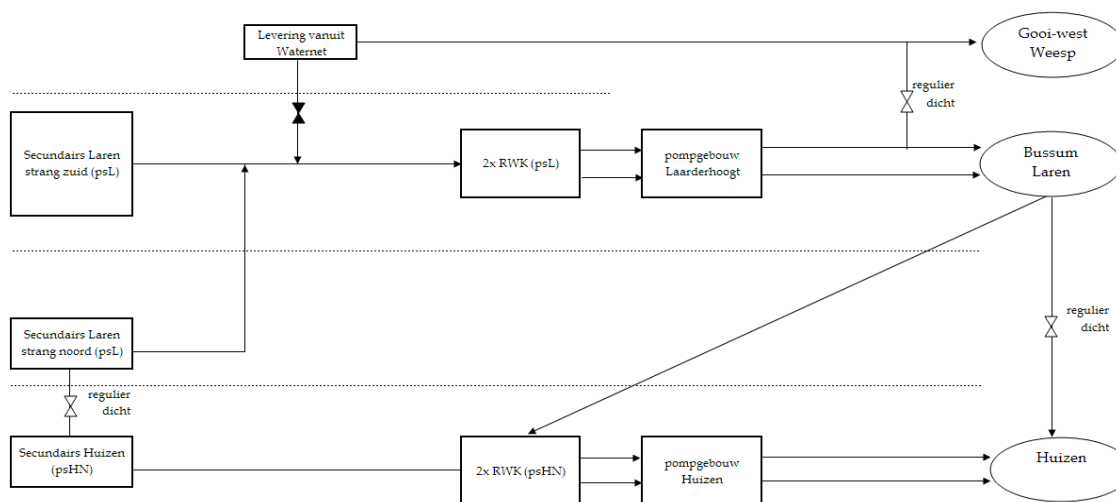 Levering vanuit
Waternet
Gooi-west
Weesp
regulier
dicht
Secundairs Laren
strang zuid (psL)
2x RWK (psL)
pompgebouw
Laarderhoogt
Bussum
Laren
Secundairs Laren
strang noord (psL)
regulier
dicht
regulier
dicht
Secundairs Huizen
(psHN)
2x RWK (psHN)
pompgebouw
Huizen
Huizen